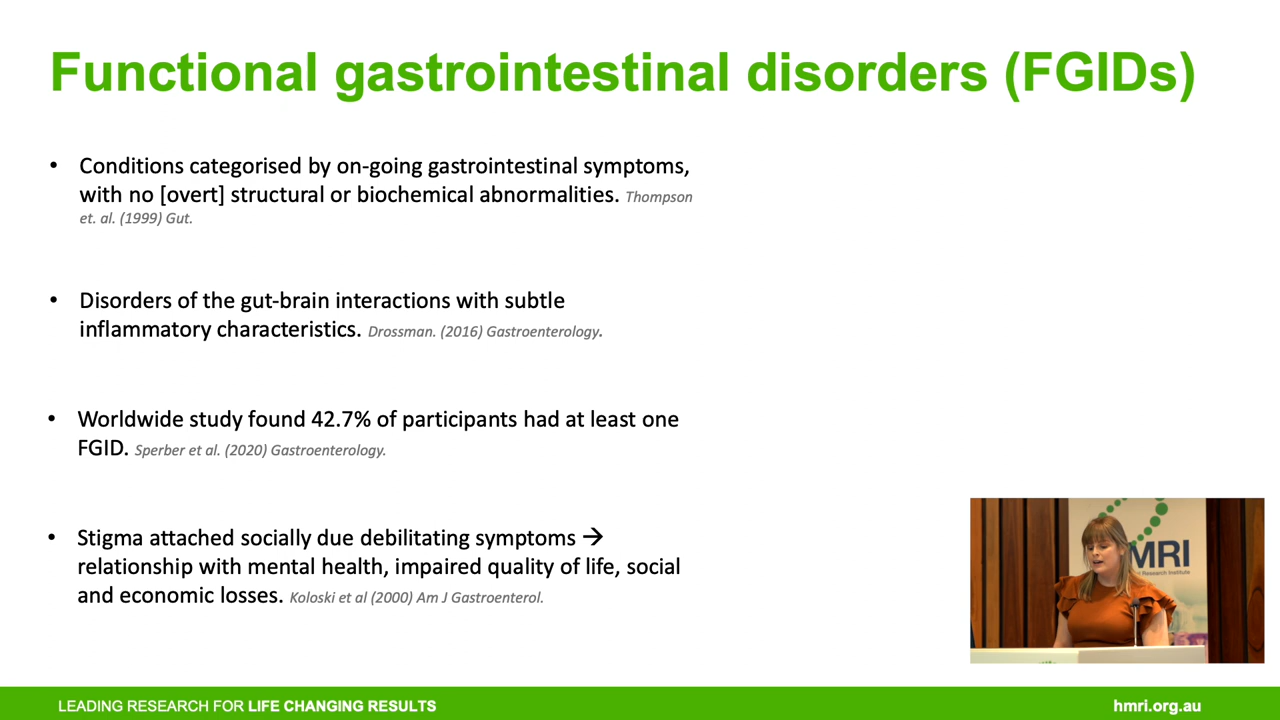 Functional gastrointestinal disorders (FGIDs)
• Conditions categorised by on-going gastrointestinal symptoms,
with no [overt] structural or biochemical abnormalities. Thompson
et. al. (1999) Gut.
• Disorders of the gut-brain interactions with subtle
inflammatory characteristics. Drossman. (2016) Gastroenterology.
• Worldwide study found 42.7% of participants had at least one
FGID. Sperber et al. (2020) Gastroenterology.
• Stigma attached socially due debilitating symptoms →
relationship with mental health, impaired quality of life, social
and economic losses. Koloski et al (2000) Am J Gastroenterol.
MRI
Research Institute
LEADING RESEARCH FOR LIFE CHANGING RESULTS
hmri.org.au